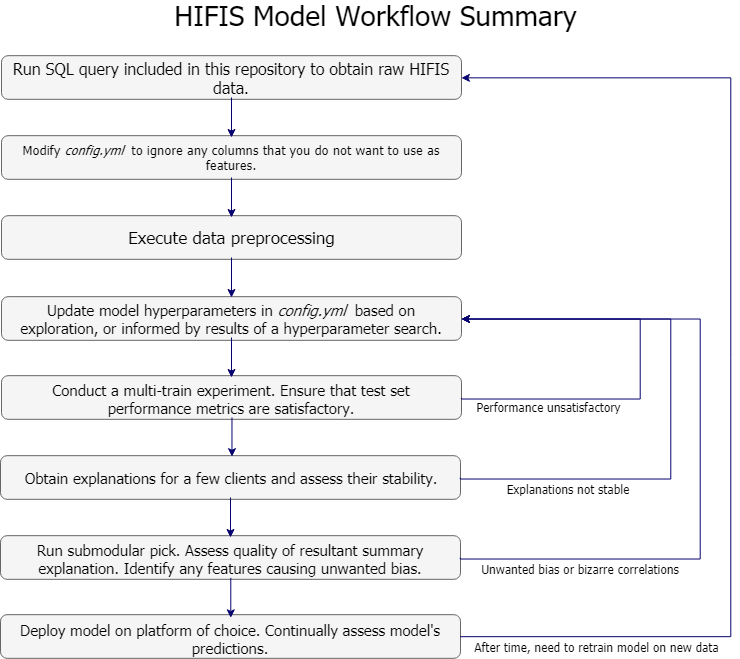 HIFIS Model Workflow Summary
Run SQL query included in this repository to obtain raw HIFIS
data.
Modify config.yml to ignore any columns that you do not want to use as
features.
Execute data preprocessing
Update model hyperparameters in config.yml based on
exploration, or informed by results of a hyperparameter search.
Conduct a multi-train experiment. Ensure that test set
performance metrics are satisfactory.
Performance unsatisfactory
Obtain explanations for a few clients and assess their stability.
Explanations not stable
Run submodular pick. Assess quality of resultant summary
explanation. Identify any features causing unwanted bias.
Unwanted bias or bizarre correlations
Deploy model on platform of choice. Continually assess model's
predictions.
After time, need to retrain model on new data